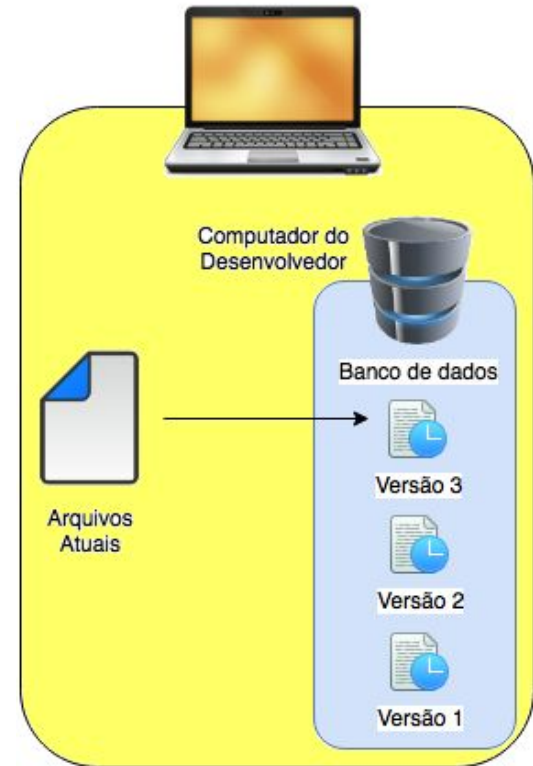 Computador do
Desenvolvedor
Banco de dados
Versão 3
Arquivos
Atuais
Versão 2
Versão 1